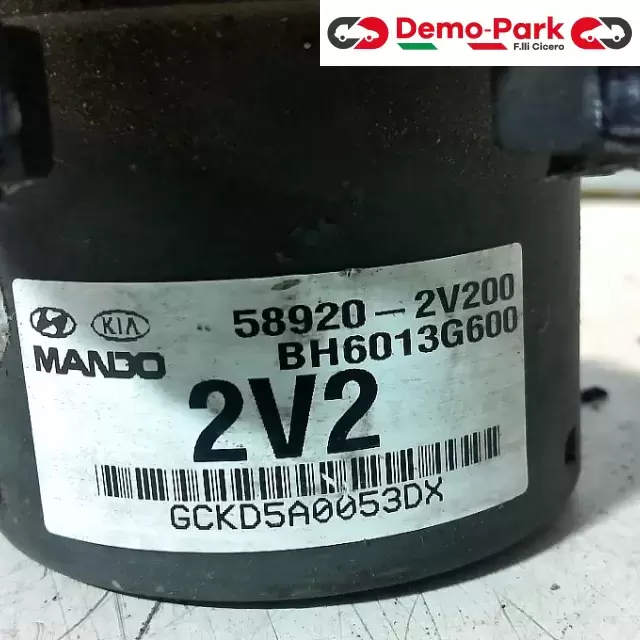 Demo-Park
F.lli Cicero
KIA
58920-2V200
MANDO
BH6013G600
2V2
GCKD5A0053DX